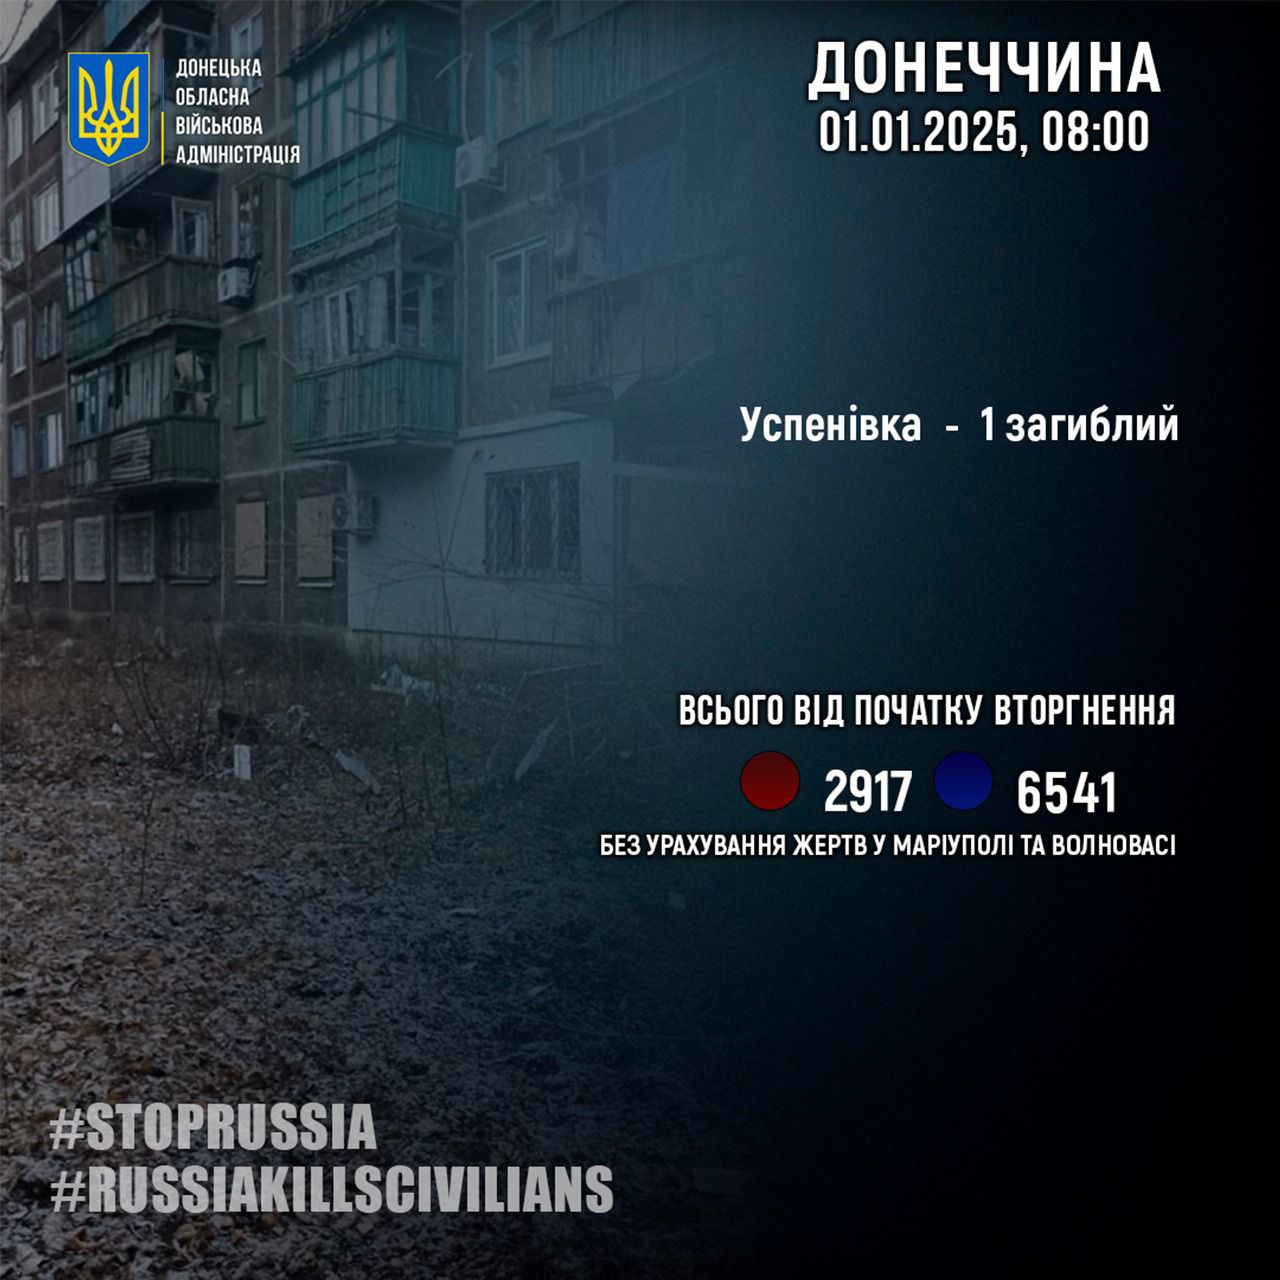 ДОНЕЦЬКА
ОБЛАСНА
ВІЙСЬКОВА
АДМІНІСТРАЦІЯ
ДОНЕЧЧИНА
01.01.2025, 08:00
Успенівка - 1 загиблий
ВСЬОГО ВІД ПОЧАТКУ ВТОРГНЕННЯ
2917 6541
БЕЗ УРАХУВАННЯ ЖЕРТВ У МАРІУПОЛІ ТА ВОЛНОВАСІ
#STOPRUSSIA
#RUSSIAKILLSCIVILIANS